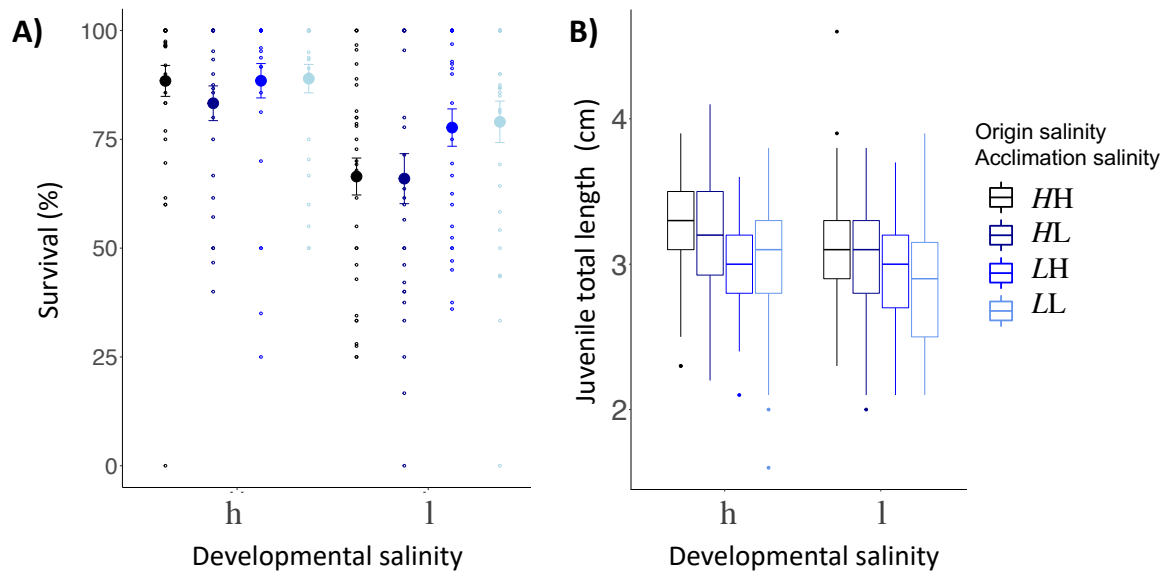 A)
100
75
50
25
0
Survival (%)
h
l
Developmental salinity
B)
4
3
2
Juvenile total length (cm)
h
l
Developmental salinity
Origin salinity
Acclimation salinity
HH
HL
LH
LL